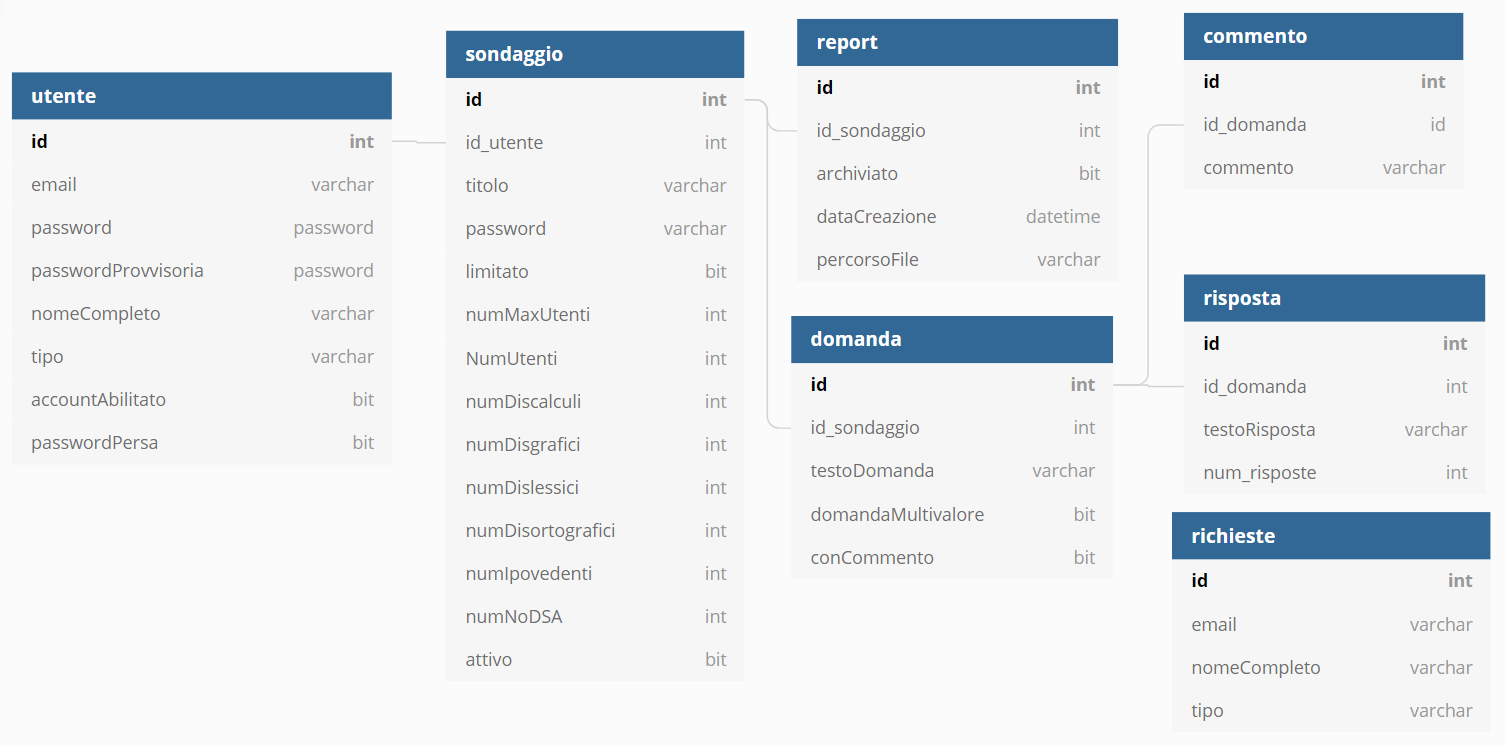 utente
id int
email varchar
password password
passwordProvvisoria password
nomeCompleto varchar
tipo varchar
accountAbilitato bit
passwordPersa bit
sondaggio
id int
id_utente int
titolo varchar
password varchar
limitato bit
numMaxUtenti int
NumUtenti int
numDiscalculi int
numDisgrafici int
numDislessici int
numDisortografici int
numIpovedenti int
numNoDSA int
attivo bit
report
id int
id_sondaggio int
archiviato bit
dataCreazione datetime
percorsoFile varchar
domanda
id int
id_sondaggio int
testoDomanda varchar
domandaMultivalore bit
conCommento bit
commento
id int
id_domanda id
commento varchar
risposta
id int
id_domanda int
testoRisposta varchar
num_risposte int
richieste
id int
email varchar
nomeCompleto varchar
tipo varchar